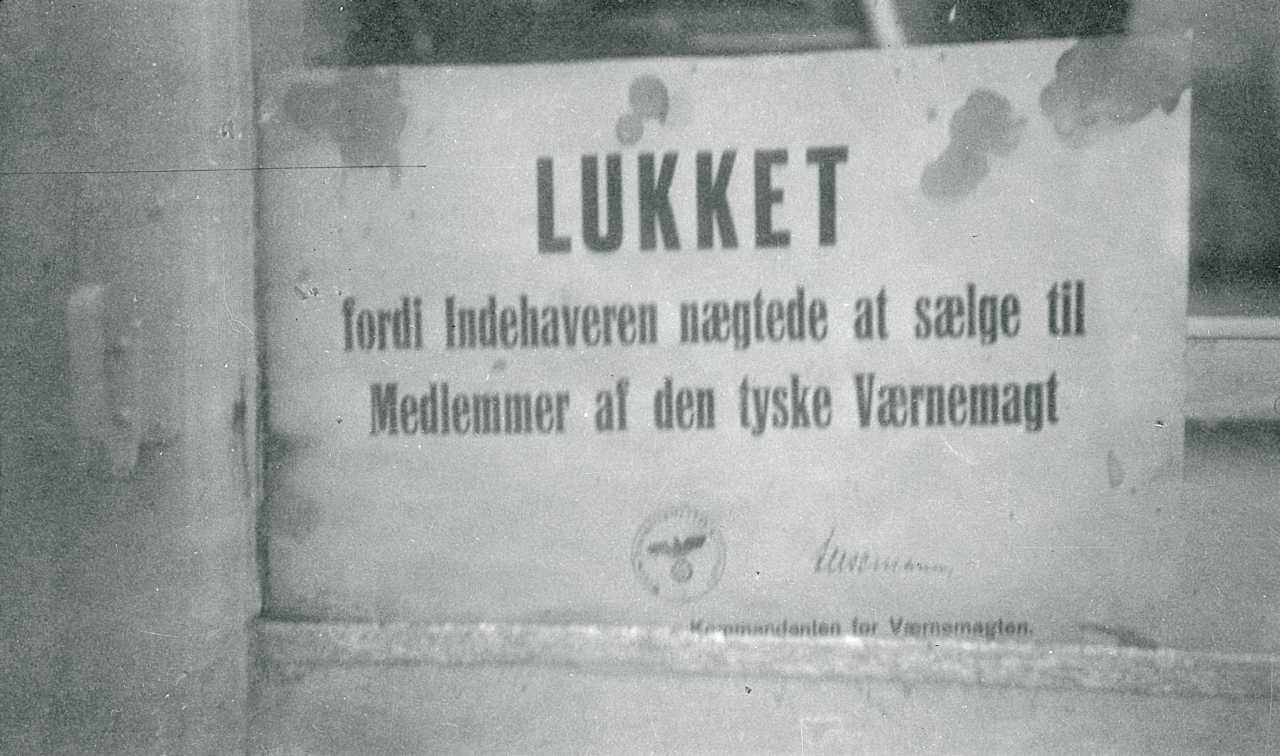 LUKKET
fordi Indehaveren nægtede at sælge til
Medlemmer af den tyske Værnemagt
Kommandanten for Værnemagten.